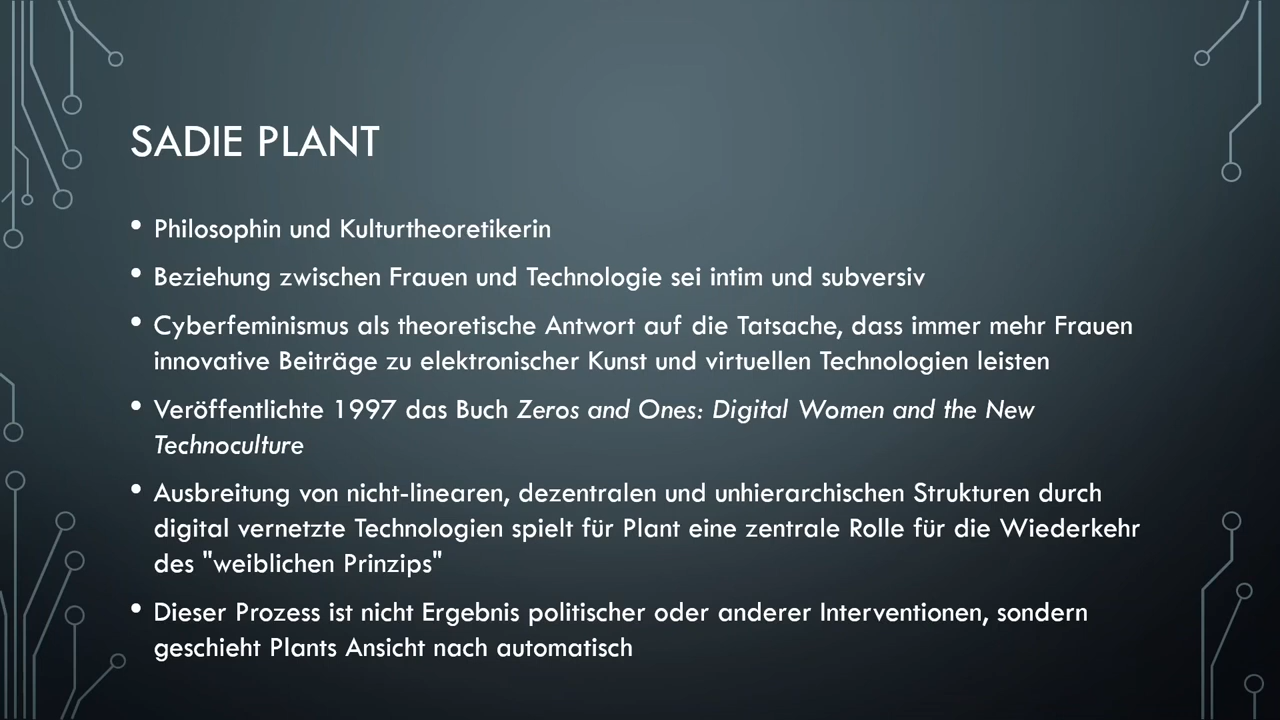 SADIE PLANT
• Philosophin und Kulturtheoretikerin
• Beziehung zwischen Frauen und Technologie sei intim und subversiv
• Cyberfeminismus als theoretische Antwort auf die Tatsache, dass immer mehr Frauen
innovative Beiträge zu elektronischer Kunst und virtuellen Technologien leisten
• Veröffentlichte 1997 das Buch Zeros and Ones: Digital Women and the New
Technoculture
• Ausbreitung von nicht-linearen, dezentralen und unhierarchischen Strukturen durch
digital vernetzte Technologien spielt für Plant eine zentrale Rolle für die Wiederkehr
des "weiblichen Prinzips"
• Dieser Prozess ist nicht Ergebnis politischer oder anderer Interventionen, sondern
geschieht Plants Ansicht nach automatisch